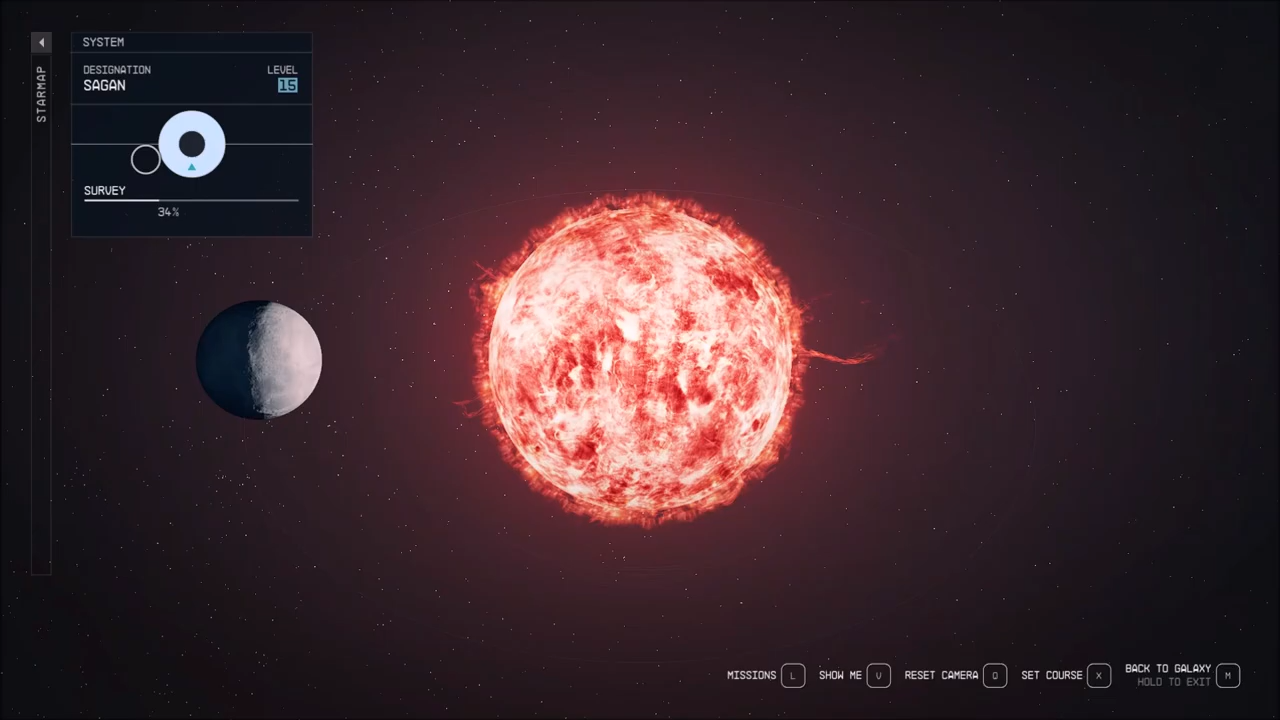 SYSTEM
STARMAP
DESIGNATION LEVEL
SAGAN 15
SURVEY
34%
MISSIONS L SHOW ME V RESET CAMERA Q SET COURSE X BACK TO GALAXY M
HOLD TO EXIT